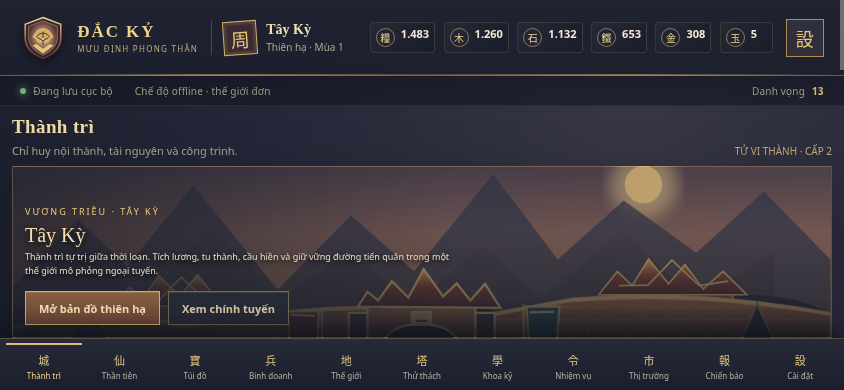 ĐẮC KỶ
MƯU ĐỊNH PHONG THẦN
周
Tây Kỳ
Thiên hạ · Mùa 1
糧 1.483
木 1.260
石 1.132
鐵 653
金 308
玉 5
設
Đang lưu cục bộ
Chế độ offline · thế giới đơn
Danh vọng 13
Thành trì
Chỉ huy nội thành, tài nguyên và công trình.
TỬ VI THÀNH · CẤP 2
VƯƠNG TRIỀU · TÂY KỲ
Tây Kỳ
Thành trì tự trị giữa thời loạn. Tích lương, tu thành, cầu hiền và giữ vững đường tiến quân trong một
thế giới mô phỏng ngoại tuyến.
Mở bản đồ thiên hạ
Xem chính tuyến
城 仙 寶 兵 地 塔 學 令 市 報 設
Thành trì Thần tiên Túi đồ Binh doanh Thế giới Thử thách Khoa kỹ Nhiệm vụ Thị trường Chiến báo Cài đặt